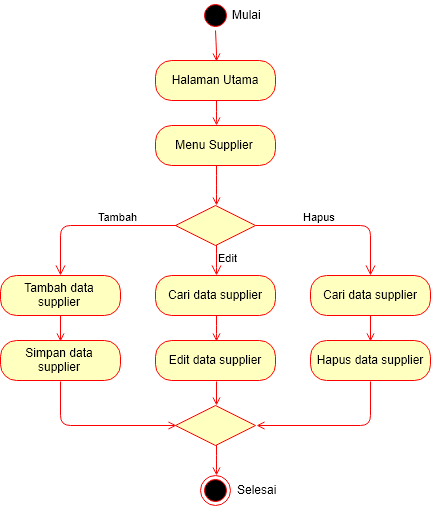 Mulai
Halaman Utama
Menu Supplier
Tambah
Hapus
Edit
Tambah data
supplier
Cari data supplier
Cari data supplier
Simpan data
supplier
Edit data supplier
Hapus data supplier
Selesai